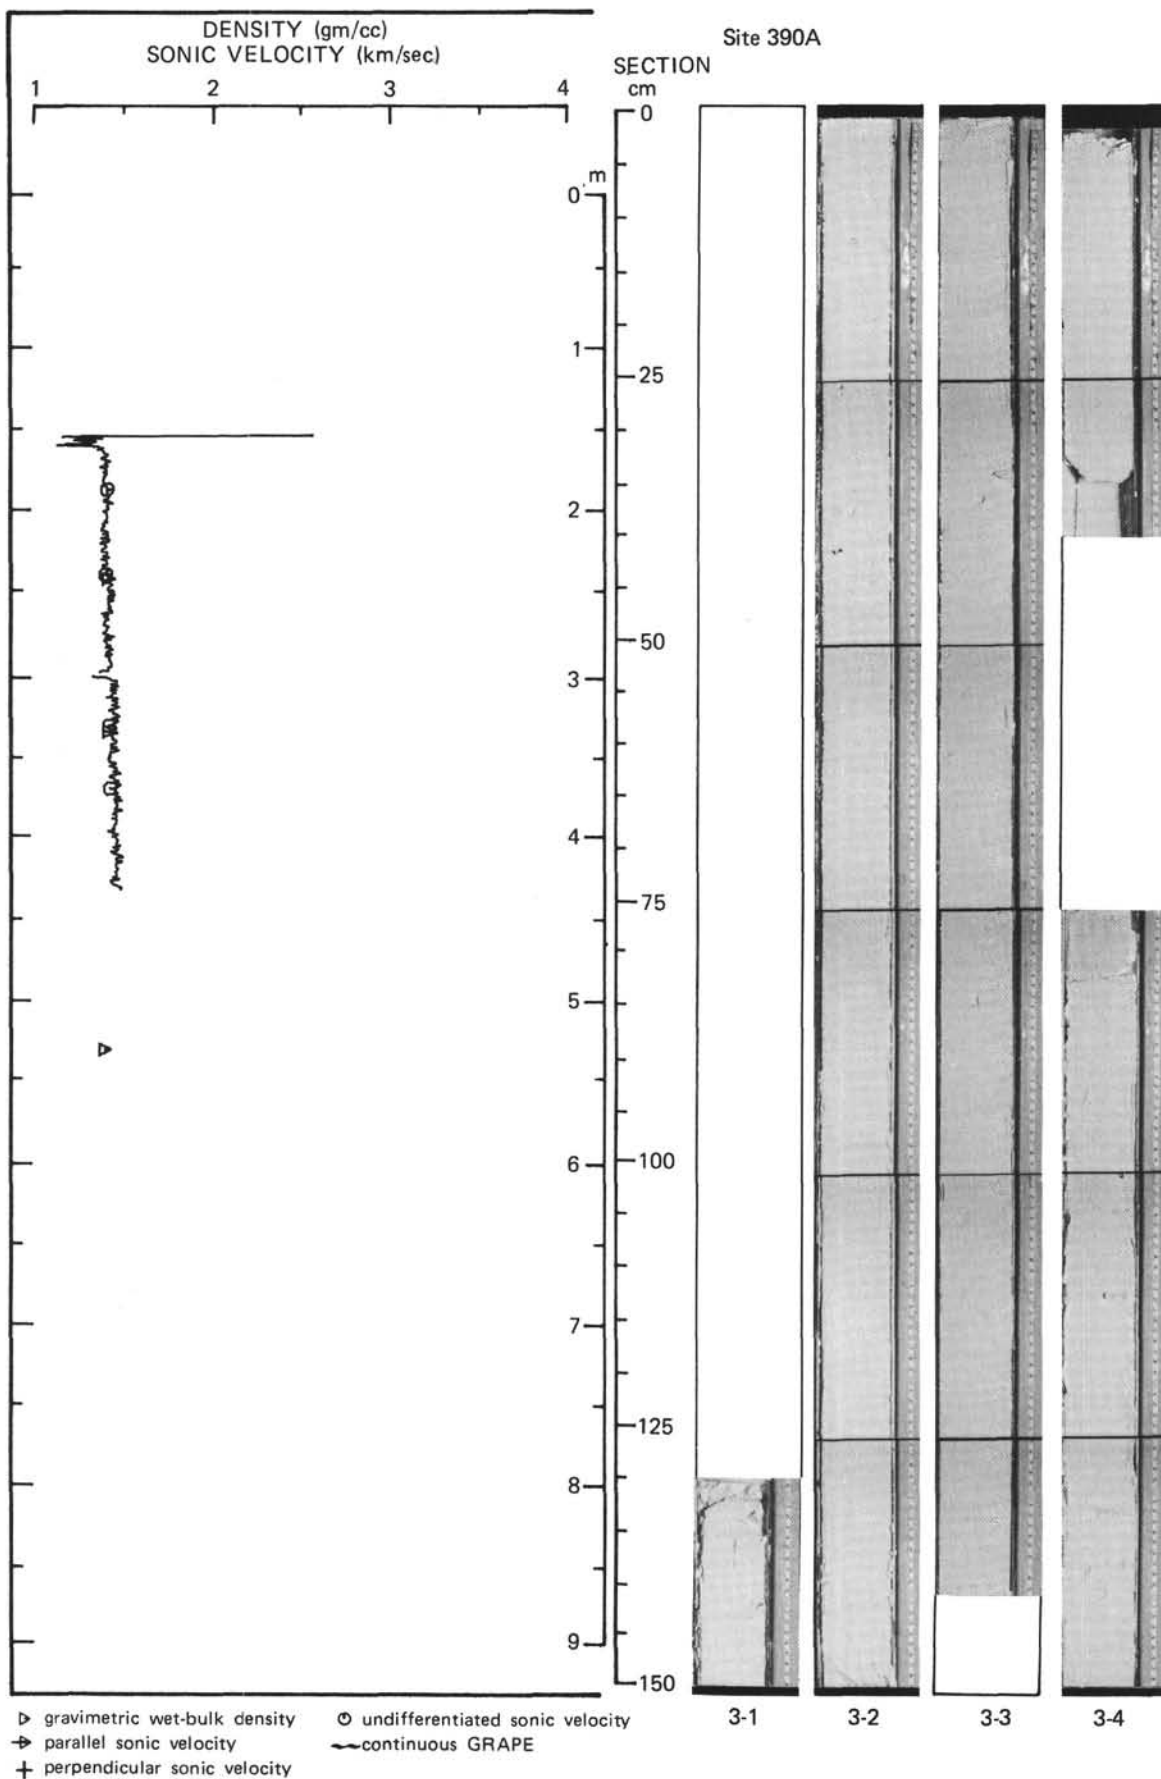 DENSITY (gm/cc)
SONIC VELOCITY (km/sec)
1 2 3 4
Site 390A
SECTION
cm
0
25
50
75
100
125
150
m
0
1
2
3
4
5
6
7
8
9
3-1 3-2 3-3 3-4
gravimetric wet-bulk density
parallel sonic velocity
perpendicular sonic velocity
undifferentiated sonic velocity
continuous GRAPE